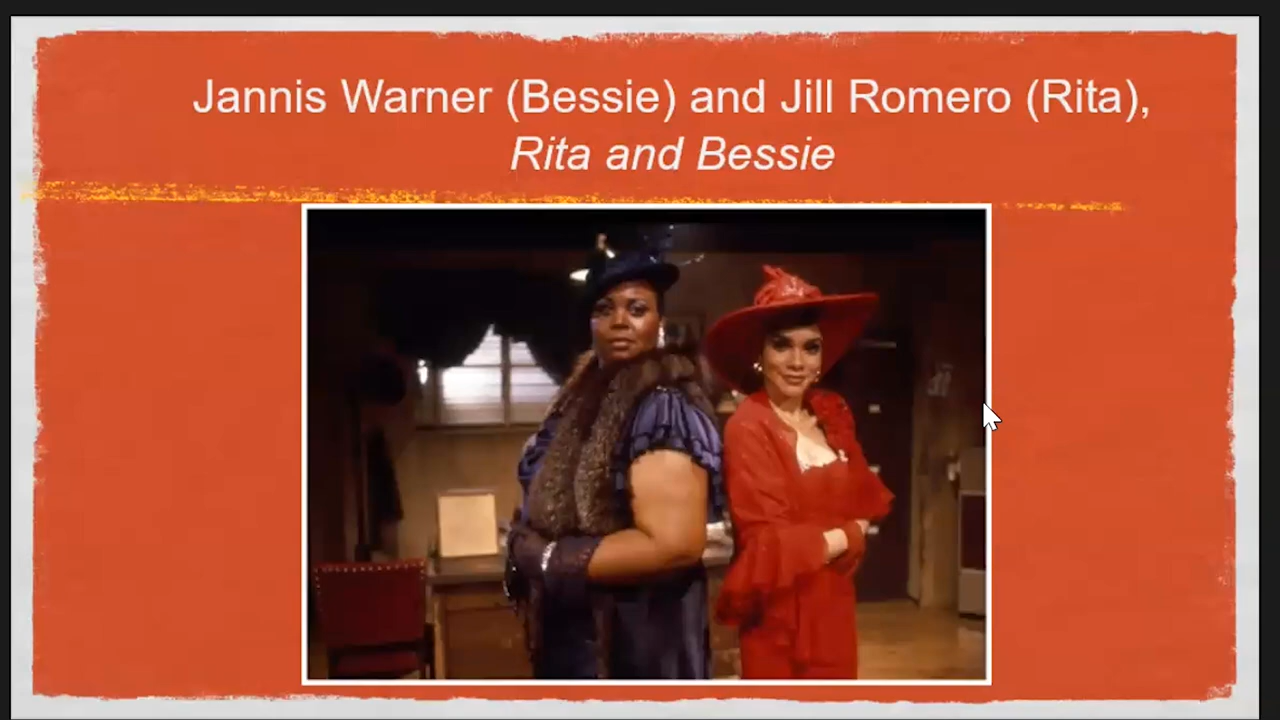 Jannis Warner (Bessie) and Jill Romero (Rita),
Rita and Bessie